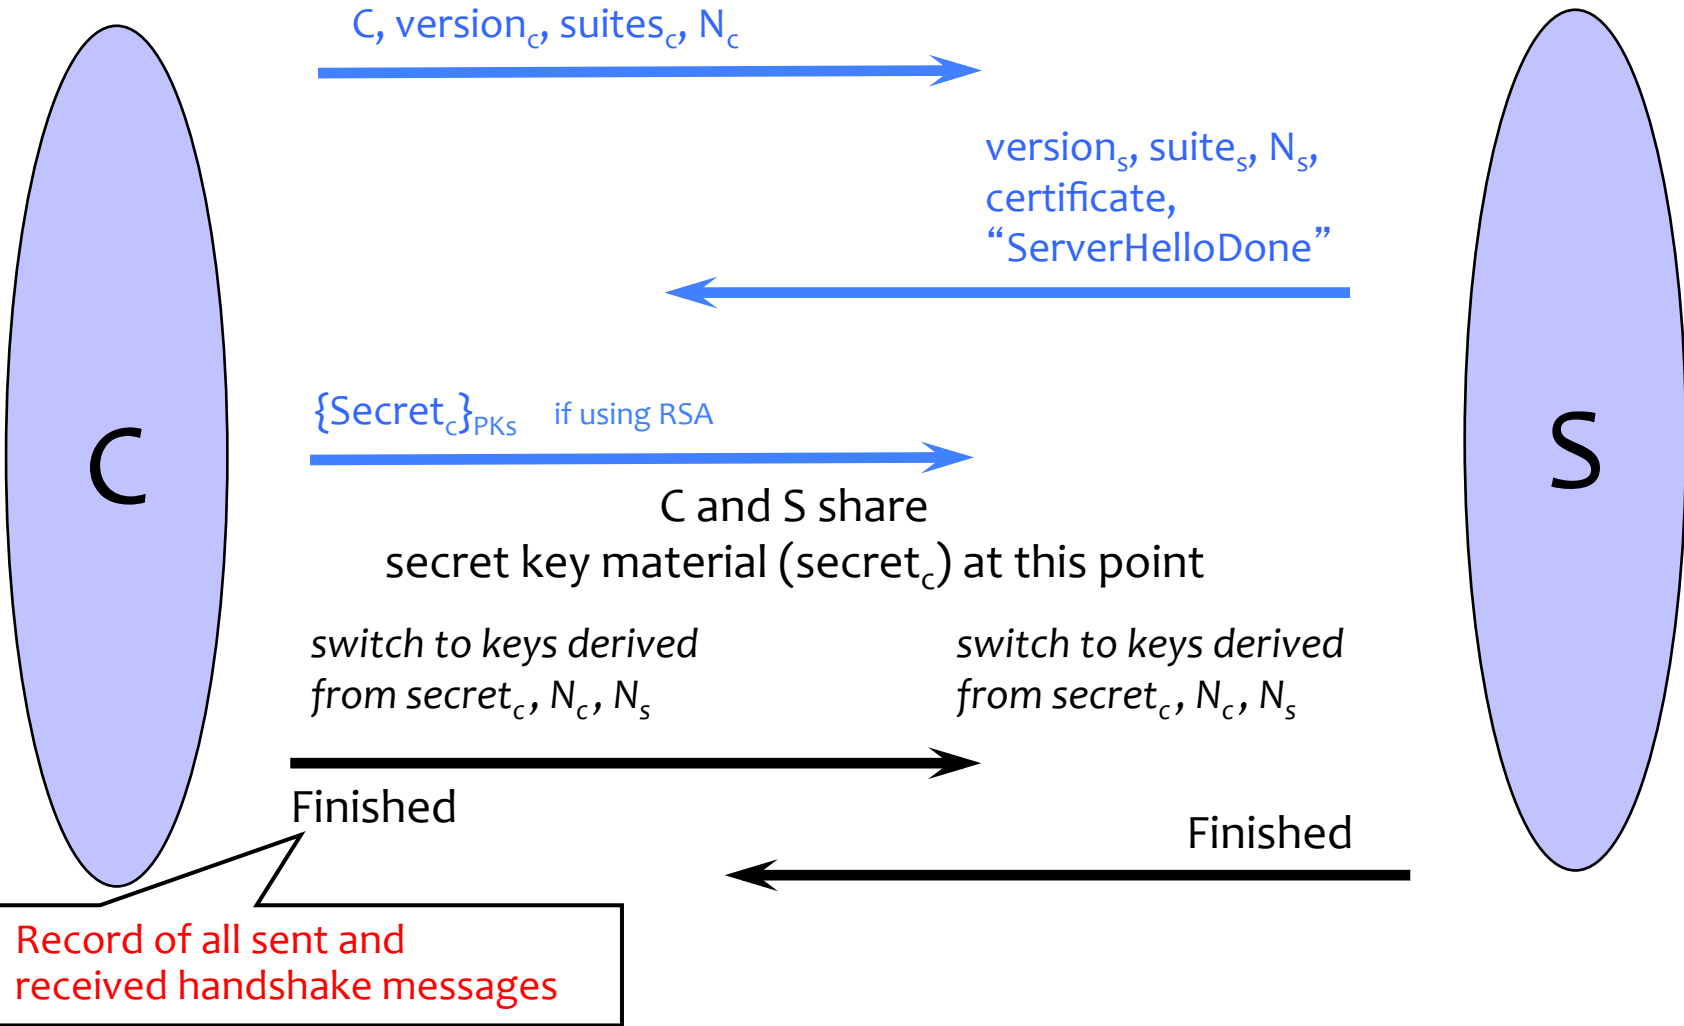 C, version_c, suites_c, N_c
version_s, suite_s, N_s,
certificate,
“ServerHelloDone”
{Secret_c}_PKs if using RSA
C
S
C and S share
secret key material (secret_c) at this point
switch to keys derived
from secret_c, N_c, N_s
switch to keys derived
from secret_c, N_c, N_s
Finished
Finished
Record of all sent and
received handshake messages